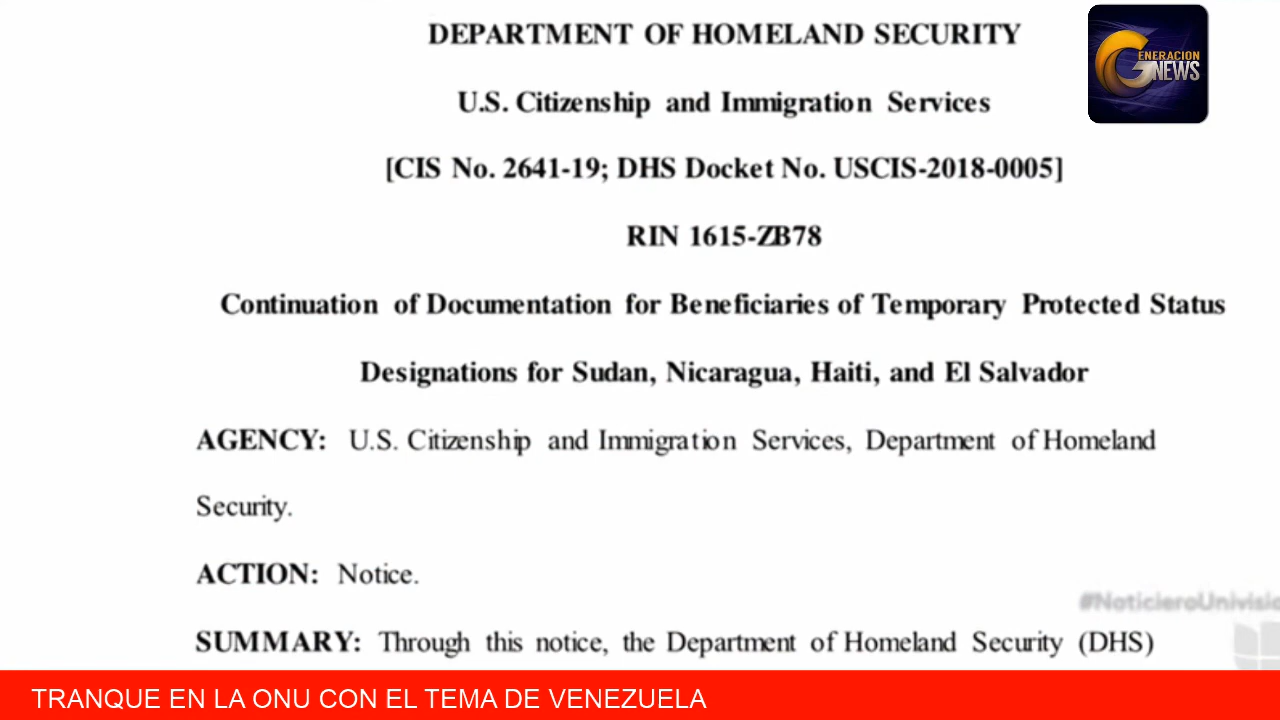 DEPARTMENT OF HOMELAND SECURITY
GENERACION
NEWS
U.S. Citizenship and Immigration Services
[CIS No. 2641-19; DHS Docket No. USCIS-2018-0005]
RIN 1615-ZB78
Continuation of Documentation for Beneficiaries of Temporary Protected Status
Designations for Sudan, Nicaragua, Haiti, and El Salvador
AGENCY: U.S. Citizenship and Immigration Services, Department of Homeland
Security.
ACTION: Notice.
#NoticieroUnivisio
SUMMARY: Through this notice, the Department of Homeland Security (DHS)
TRANQUE EN LA ONU CON EL TEMA DE VENEZUELA